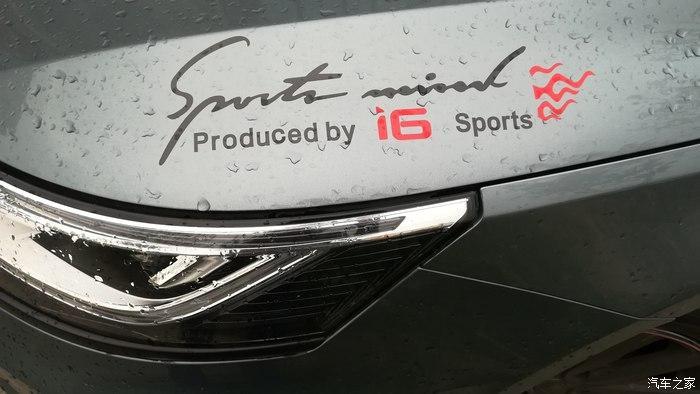 Sports mind
Produced by i6 Sports
汽车之家